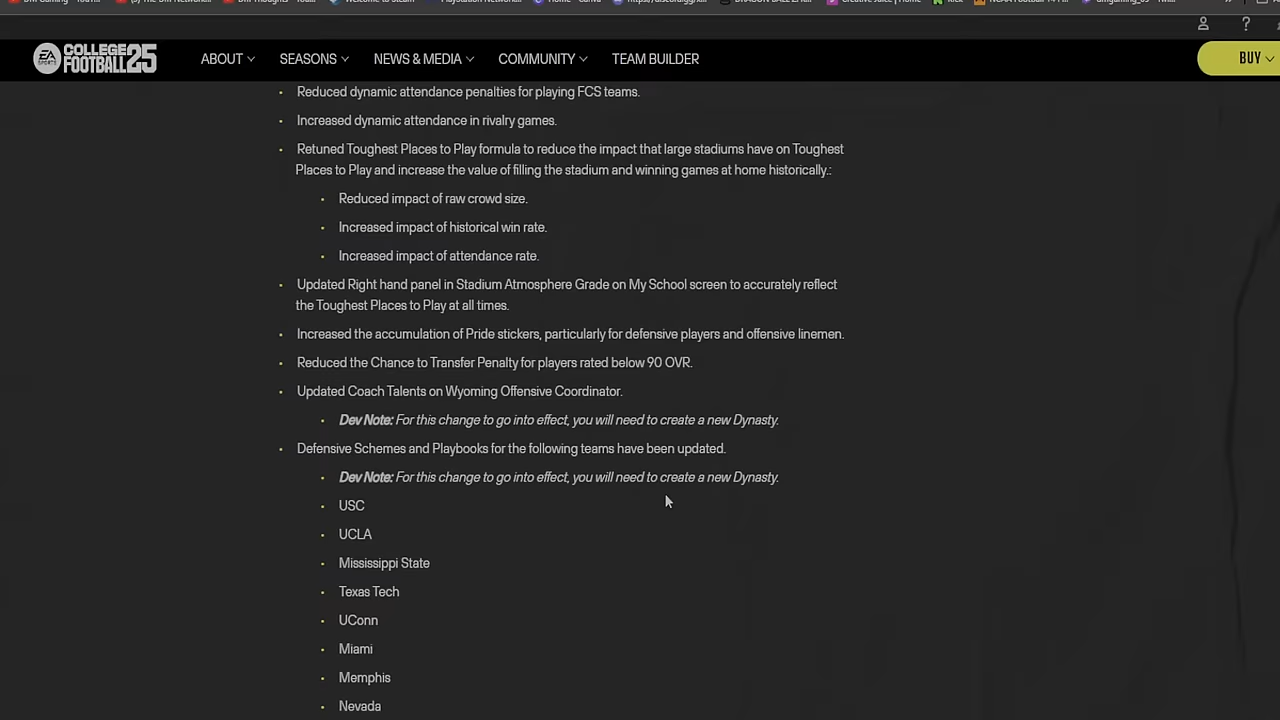 Welcome to Steam
EA SPORTS COLLEGE FOOTBALL 25
ABOUT SEASONS NEWS & MEDIA COMMUNITY TEAM BUILDER BUY
• Reduced dynamic attendance penalties for playing FCS teams.
• Increased dynamic attendance in rivalry games.
• Retuned Toughest Places to Play formula to reduce the impact that large stadiums have on Toughest
Places to Play and increase the value of filling the stadium and winning games at home historically.:
• Reduced impact of raw crowd size.
• Increased impact of historical win rate.
• Increased impact of attendance rate.
• Updated Right hand panel in Stadium Atmosphere Grade on My School screen to accurately reflect
the Toughest Places to Play at all times.
• Increased the accumulation of Pride stickers, particularly for defensive players and offensive linemen.
• Reduced the Chance to Transfer Penalty for players rated below 90 OVR.
• Updated Coach Talents on Wyoming Offensive Coordinator.
• Dev Note: For this change to go into effect, you will need to create a new Dynasty.
• Defensive Schemes and Playbooks for the following teams have been updated.
• Dev Note: For this change to go into effect, you will need to create a new Dynasty.
• USC
• UCLA
• Mississippi State
• Texas Tech
• UConn
• Miami
• Memphis
• Nevada